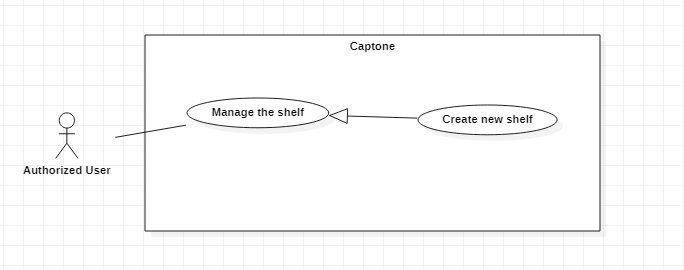 Captone
Manage the shelf
Create new shelf
Authorized User